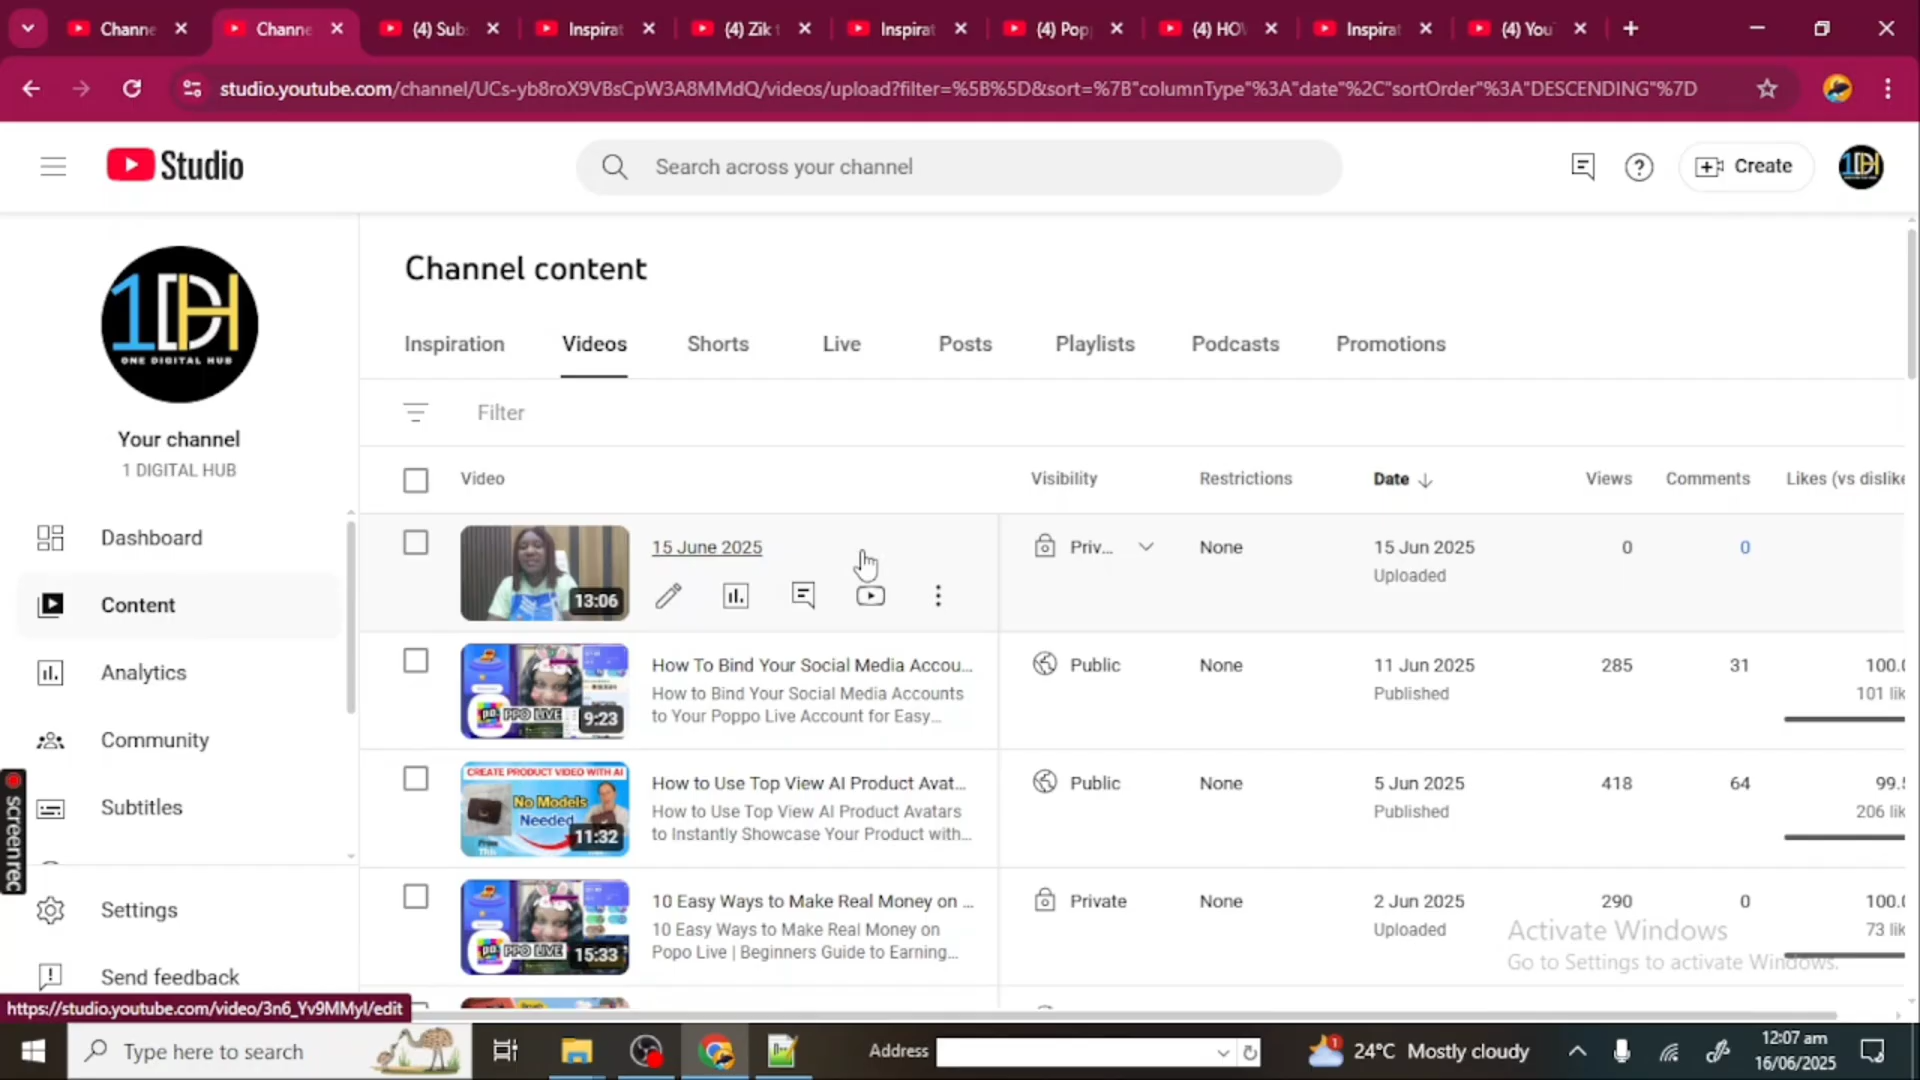 Channe
Channe
(4) Sub
Inspirat
(4) Zik t
Inspirat
(4) Pop
(4) HO
Inspirat
(4) You
studio.youtube.com/channel/UCs-yb8roX9VBsCpW3A8MMdQ/videos/upload?filter=%5B%5D&sort=%7B"columnType"%3A"date"%2C"sortOrder"%3A"DESCENDING"%7D
Studio
Search across your channel
Create
1DH
1DH
ONE DIGITAL HUB
Your channel
1 DIGITAL HUB
Dashboard
Content
Analytics
Community
Subtitles
Settings
Send feedback
screenrec
Channel content
Inspiration Videos Shorts Live Posts Playlists Podcasts Promotions
Filter
Video Visibility Restrictions Date Views Comments Likes (vs dislike
13:06
15 June 2025 Priv... None 15 Jun 2025 0 0
Uploaded
PPO LIVE 9:23
How To Bind Your Social Media Accou... Public None 11 Jun 2025 285 31 100.0
How to Bind Your Social Media Accounts Published 101 lik
to Your Poppo Live Account for Easy...
CREATE PRODUCT VIDEO WITH AI
No Models
Needed
From
This
11:32
How to Use Top View AI Product Avat... Public None 5 Jun 2025 418 64 99.5
How to Use Top View AI Product Avatars Published 206 lik
to Instantly Showcase Your Product with...
PPO LIVE 15:33
10 Easy Ways to Make Real Money on ... Private None 2 Jun 2025 290 0 100.0
10 Easy Ways to Make Real Money on Uploaded 73 lik
Popo Live | Beginners Guide to Earning...
Activate Windows
Go to Settings to activate Windows.
https://studio.youtube.com/video/3n6_Yv9MMyI/edit
Type here to search
Address
1
24°C Mostly cloudy
12:07 am
16/06/2025